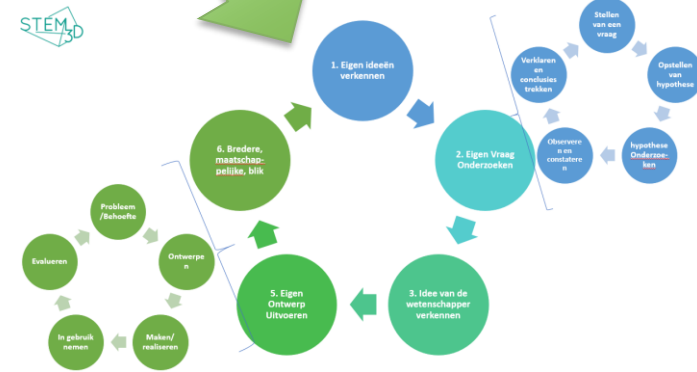 STEM
3D
1. Eigen ideeën
verkennen
2. Eigen Vraag
Onderzoeken
3. Idee van de
wetenschapper
verkennen
5. Eigen
Ontwerp
Uitvoeren
6. Bredere,
maatschap-
pelijke, blik
Stellen
van een
vraag
Opstellen
van
hypothese
hypothese
Onderzoe-
ken
Observere
n en
constatere
n
Verklaren
en
conclusies
trekken
Probleem
/Behoefte
Ontwerpe
n
Maken/
realiseren
In gebruik
nemen
Evalueren